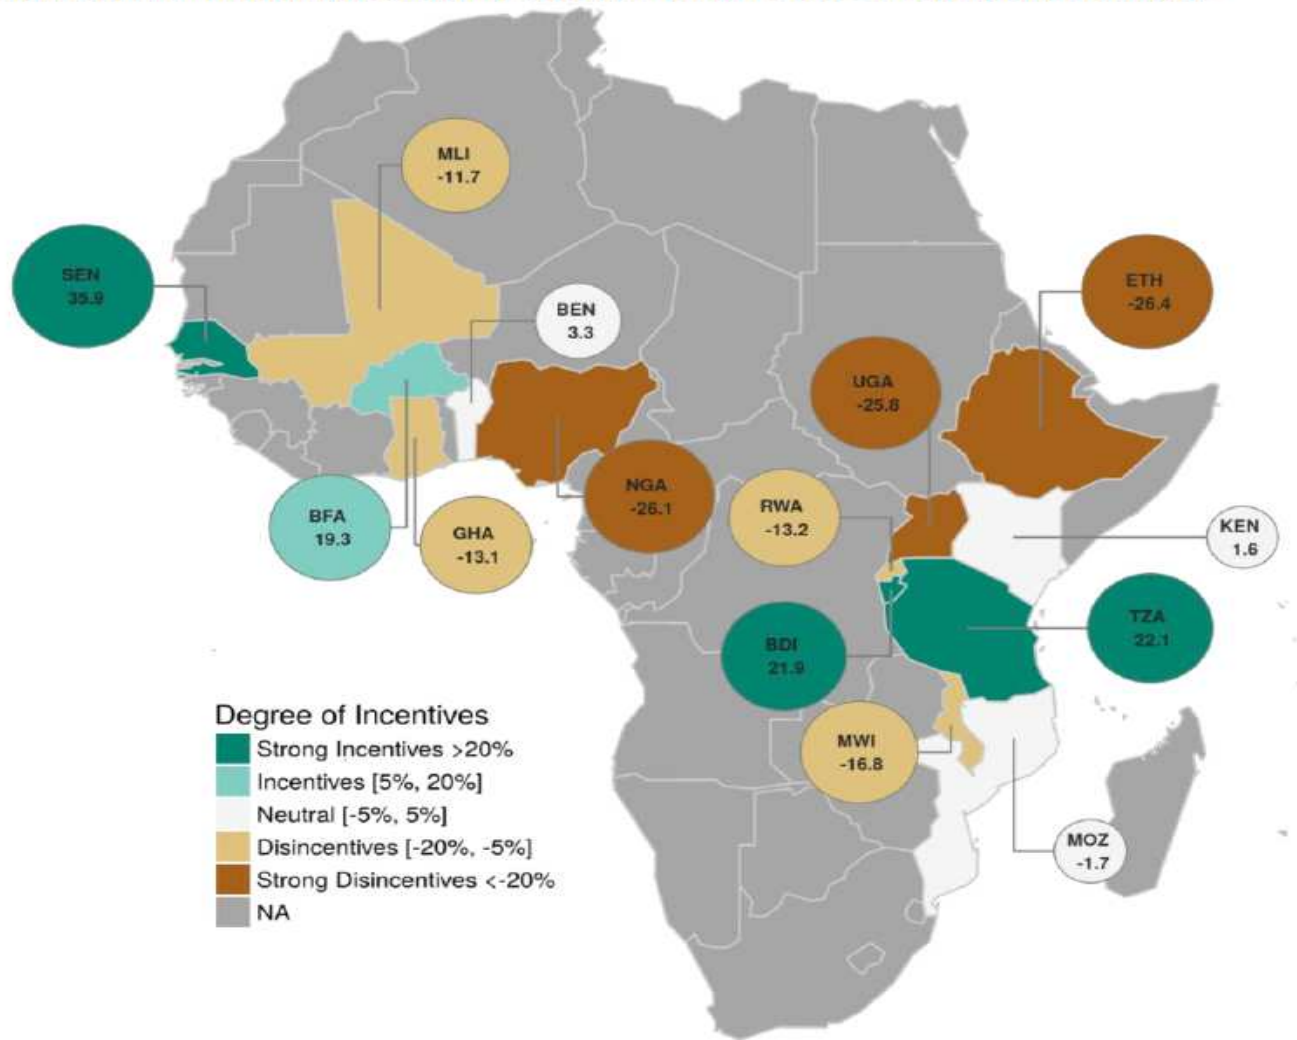 MLI
-11.7
SEN
35.9
BEN
3.3
ETH
-26.4
UGA
-25.8
NGA
-26.1
RWA
-13.2
BFA
19.3
GHA
-13.1
KEN
1.6
TZA
22.1
BDI
21.9
MWI
-16.8
MOZ
-1.7
Degree of Incentives
Strong Incentives >20%
Incentives [5%, 20%]
Neutral [-5%, 5%]
Disincentives [-20%, -5%]
Strong Disincentives <-20%
NA